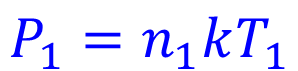 P₁ = n₁kT₁